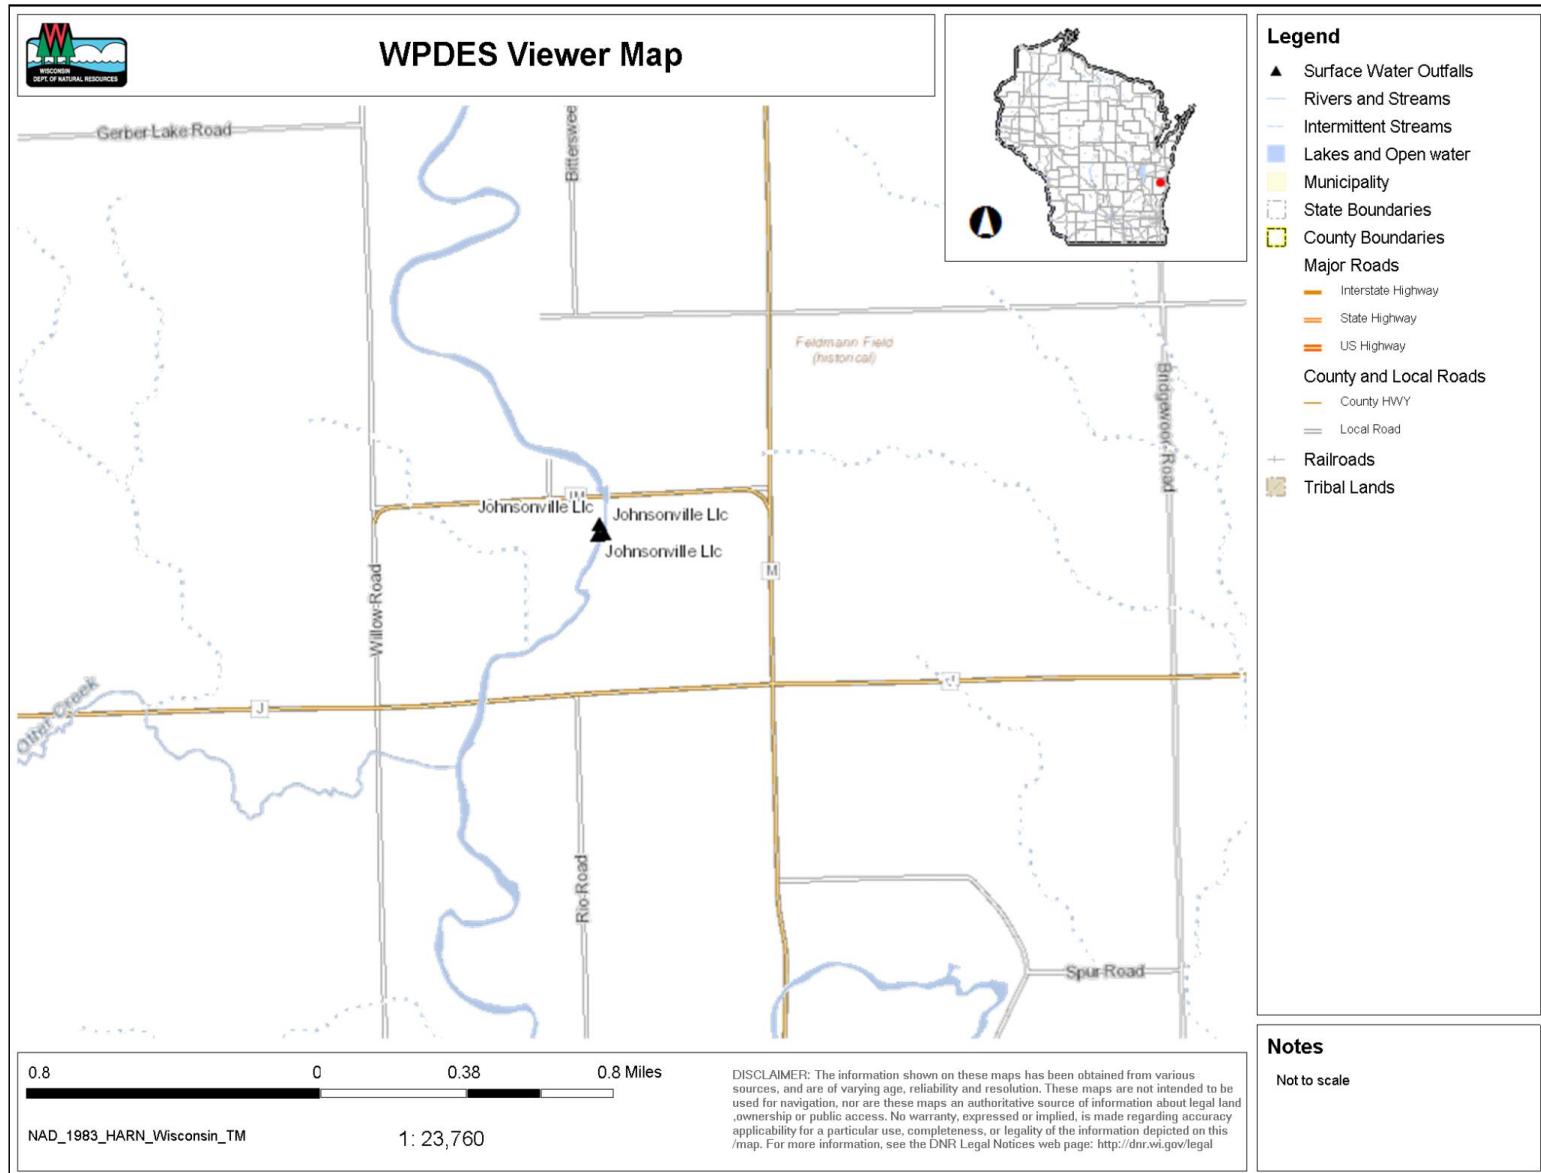 WISCONSIN
DEPT. OF NATURAL RESOURCES
WPDES Viewer Map
Gerber Lake Road
Bitterswee
Feldmann Field
(historical)
Bridgewood Road
JM
Johnsonville Llc
Johnsonville Llc
Johnsonville Llc
M
Willow Road
Otter Creek
J
J
Rio Road
Spur Road
Legend
Surface Water Outfalls
Rivers and Streams
Intermittent Streams
Lakes and Open water
Municipality
State Boundaries
County Boundaries
Major Roads
Interstate Highway
State Highway
US Highway
County and Local Roads
County HWY
Local Road
Railroads
Tribal Lands
Notes
Not to scale
0.8 0 0.38 0.8 Miles
NAD_1983_HARN_Wisconsin_TM
1: 23,760
DISCLAIMER: The information shown on these maps has been obtained from various
sources, and are of varying age, reliability and resolution. These maps are not intended to be
used for navigation, nor are these maps an authoritative source of information about legal land
,ownership or public access. No warranty, expressed or implied, is made regarding accuracy
applicability for a particular use, completeness, or legality of the information depicted on this
/map. For more information, see the DNR Legal Notices web page: http://dnr.wi.gov/legal